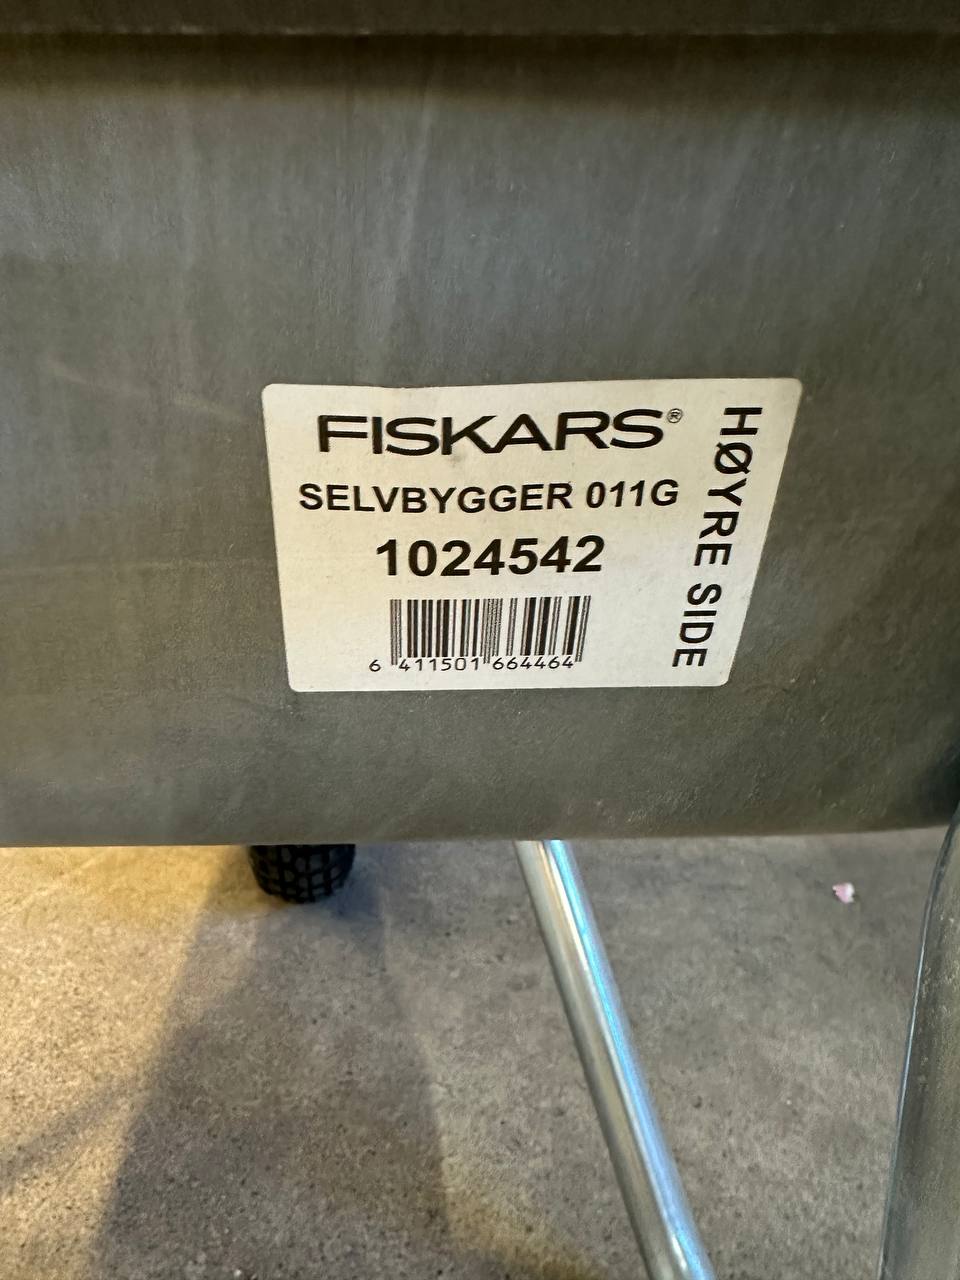 FISKARS®
SELVBYGGER 011G
1024542
6 411501 664464
HØYRE SIDE